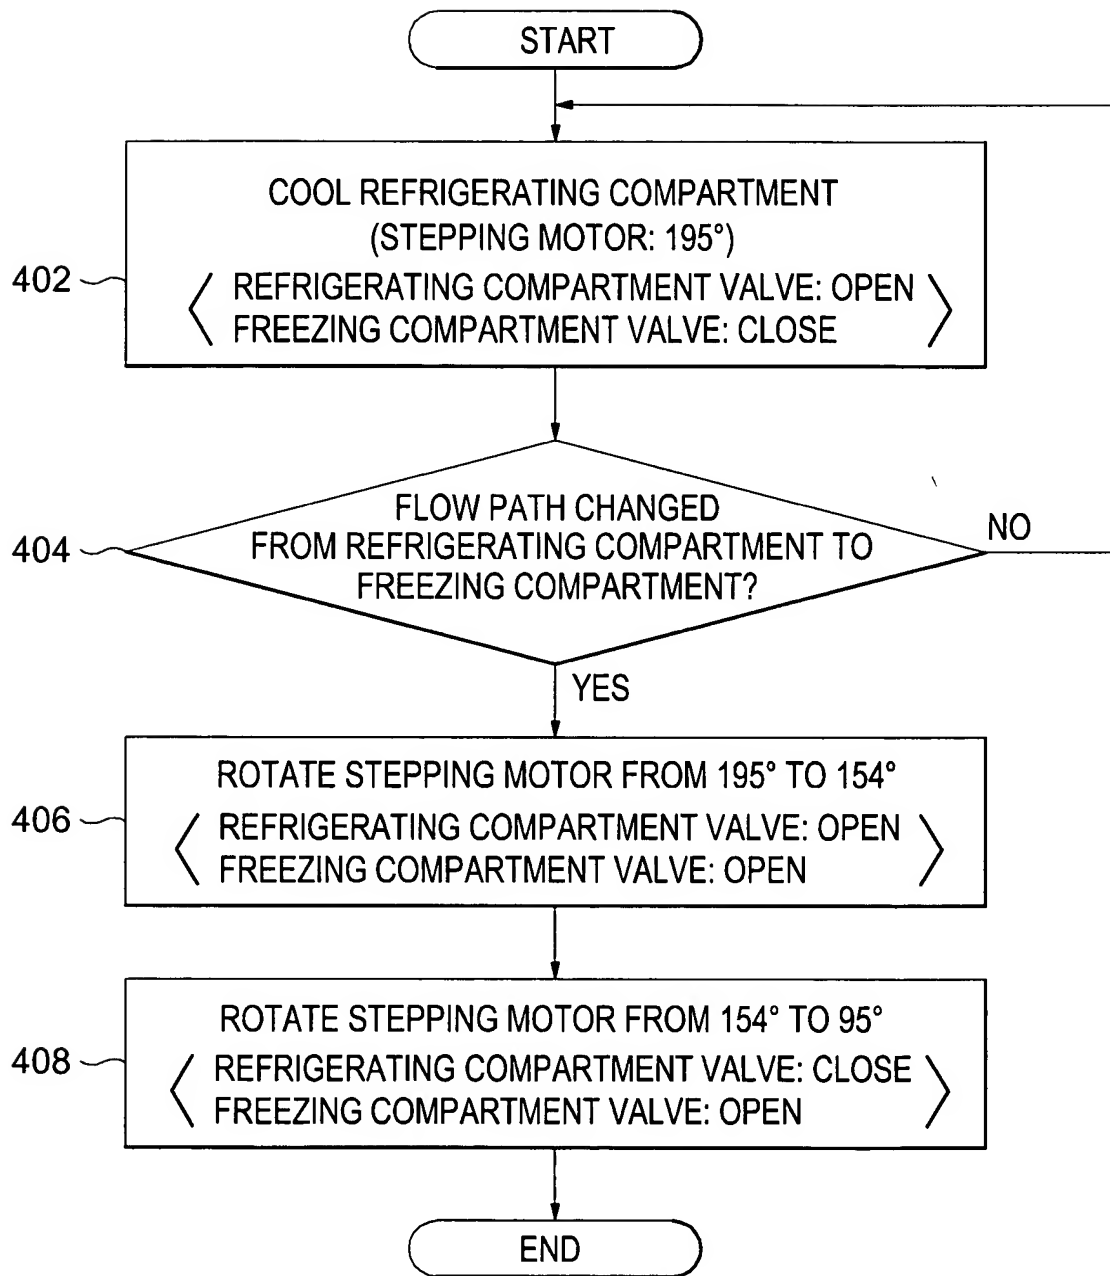 START
COOL REFRIGERATING COMPARTMENT
(STEPPING MOTOR: 195°)
402
REFRIGERATING COMPARTMENT VALVE: OPEN
FREEZING COMPARTMENT VALVE: CLOSE
FLOW PATH CHANGED
404
FROM REFRIGERATING COMPARTMENT TO
FREEZING COMPARTMENT?
NO
YES
ROTATE STEPPING MOTOR FROM 195° TO 154°
406
REFRIGERATING COMPARTMENT VALVE: OPEN
FREEZING COMPARTMENT VALVE: OPEN
ROTATE STEPPING MOTOR FROM 154° TO 95°
408
REFRIGERATING COMPARTMENT VALVE: CLOSE
FREEZING COMPARTMENT VALVE: OPEN
END